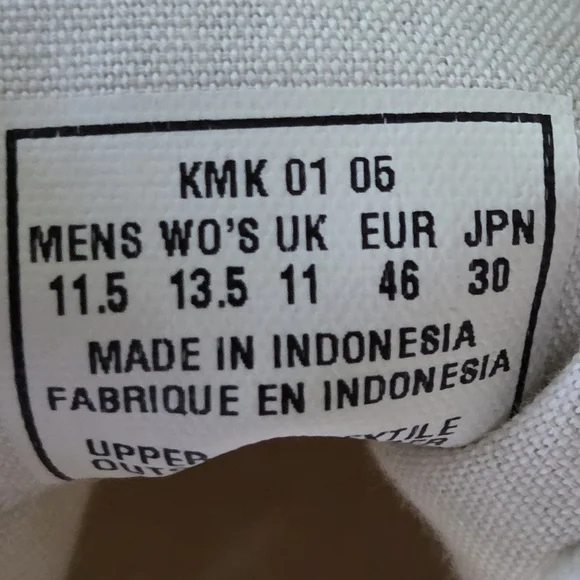 KMK 01 05
MENS WO'S UK EUR JPN
11.5 13.5 11 46 30
MADE IN INDONESIA
FABRIQUE EN INDONESIA
UPPER